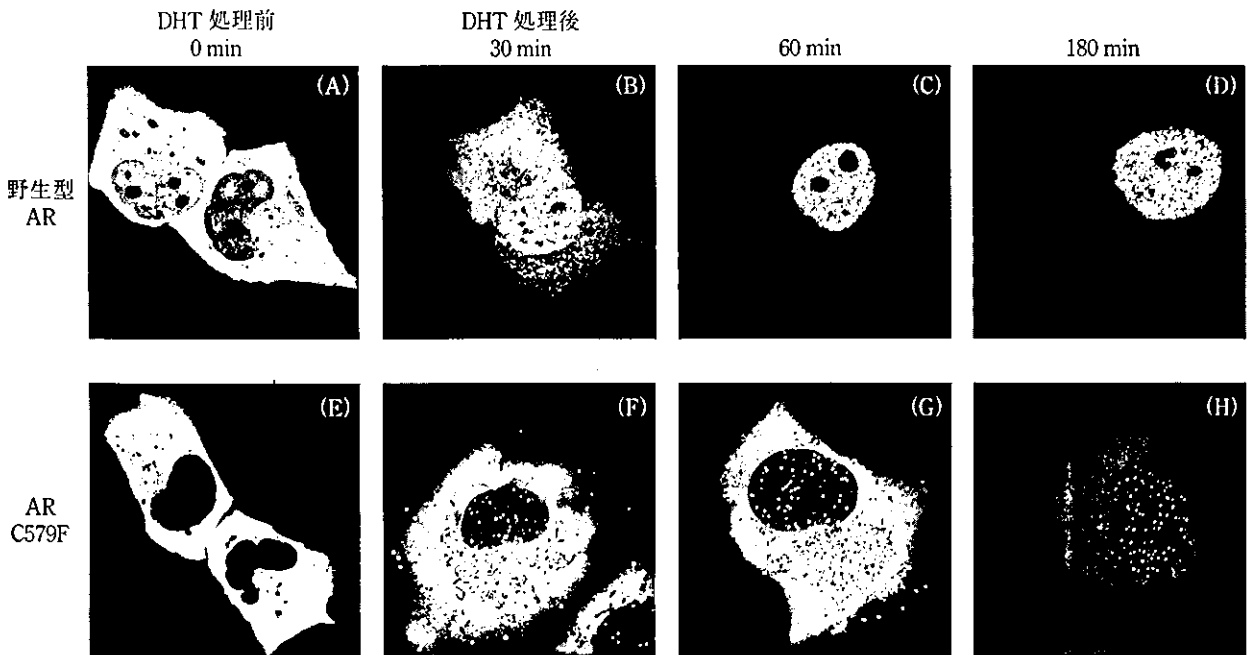 DHT 処理前
0 min
DHT 処理後
30 min
60 min
180 min
野生型
AR
(A)
(B)
(C)
(D)
AR
C579F
(E)
(F)
(G)
(H)